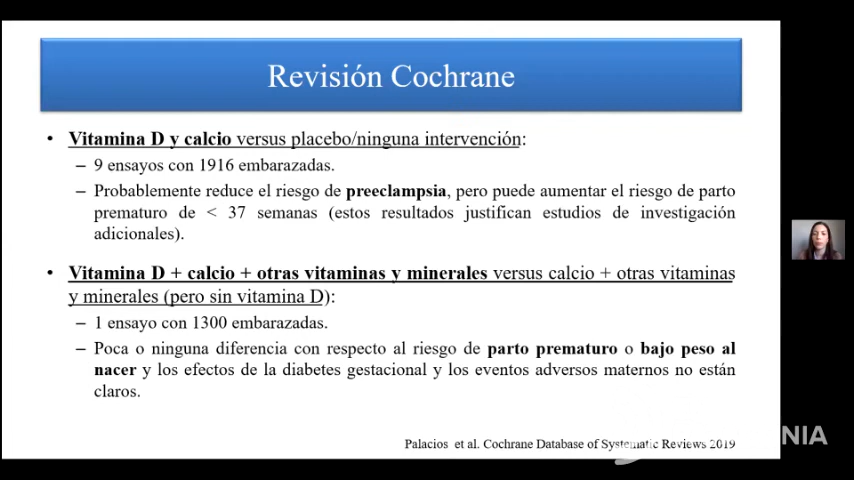 Revisión Cochrane
• Vitamina D y calcio versus placebo/ninguna intervención:
– 9 ensayos con 1916 embarazadas.
– Probablemente reduce el riesgo de preeclampsia, pero puede aumentar el riesgo de parto
prematuro de < 37 semanas (estos resultados justifican estudios de investigación
adicionales).
• Vitamina D + calcio + otras vitaminas y minerales versus calcio + otras vitaminas
y minerales (pero sin vitamina D):
– 1 ensayo con 1300 embarazadas.
– Poca o ninguna diferencia con respecto al riesgo de parto prematuro o bajo peso al
nacer y los efectos de la diabetes gestacional y los eventos adversos maternos no están
claros.
Palacios et al. Cochrane Database of Systematic Reviews 2019